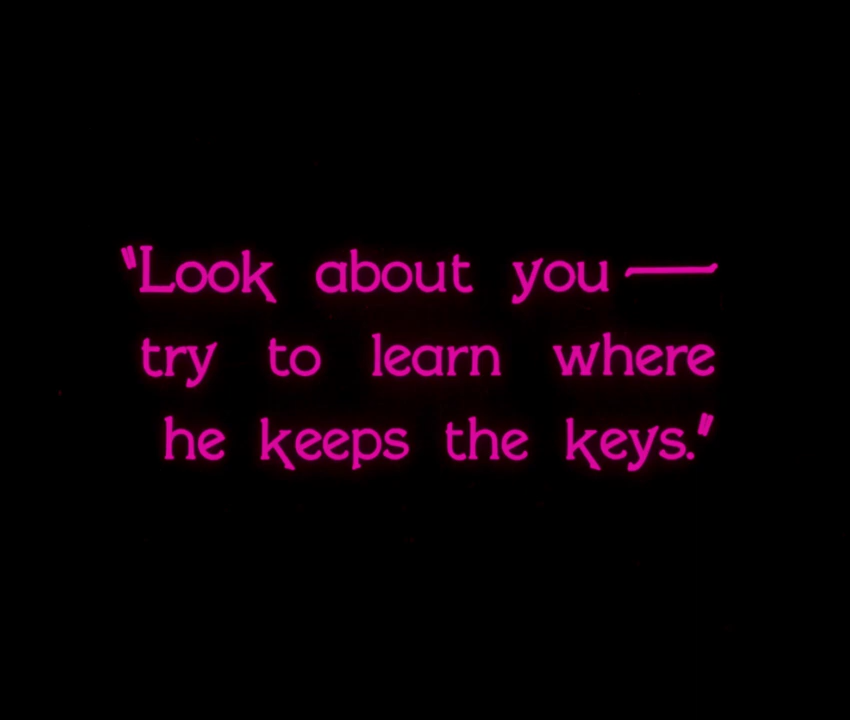 "Look about you —
try to learn where
he keeps the keys."